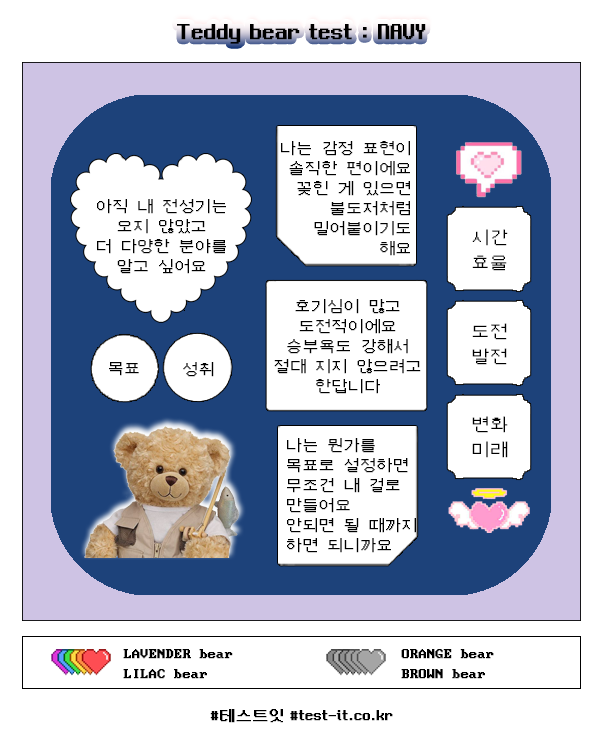 Teddy bear test : NAVY
아직 내 전성기는
오지 않았고
더 다양한 분야를
알고 싶어요
목표
성취
나는 감정 표현이
솔직한 편이에요
꽂힌 게 있으면
불도저처럼
밀어붙이기도
해요
호기심이 많고
도전적이에요
승부욕도 강해서
절대 지지 않으려고
한답니다
나는 뭔가를
목표로 설정하면
무조건 내 걸로
만들어요
안되면 될 때까지
하면 되니까요
시간
효율
도전
발전
변화
미래
LAVENDER bear
LILAC bear
ORANGE bear
BROWN bear
#테스트잇 #test-it.co.kr